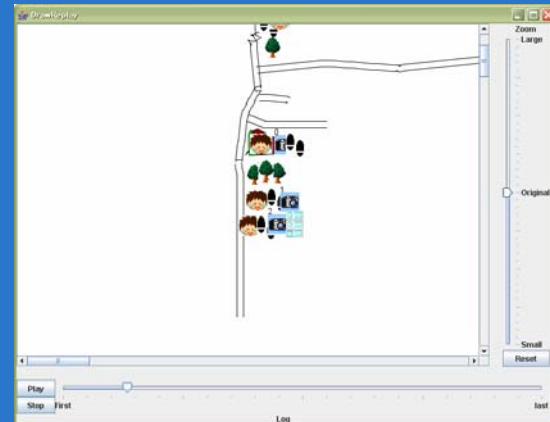 DrawReplay
Zoom
Large
Original
Small
Reset
Play
Stop
First
last
Log